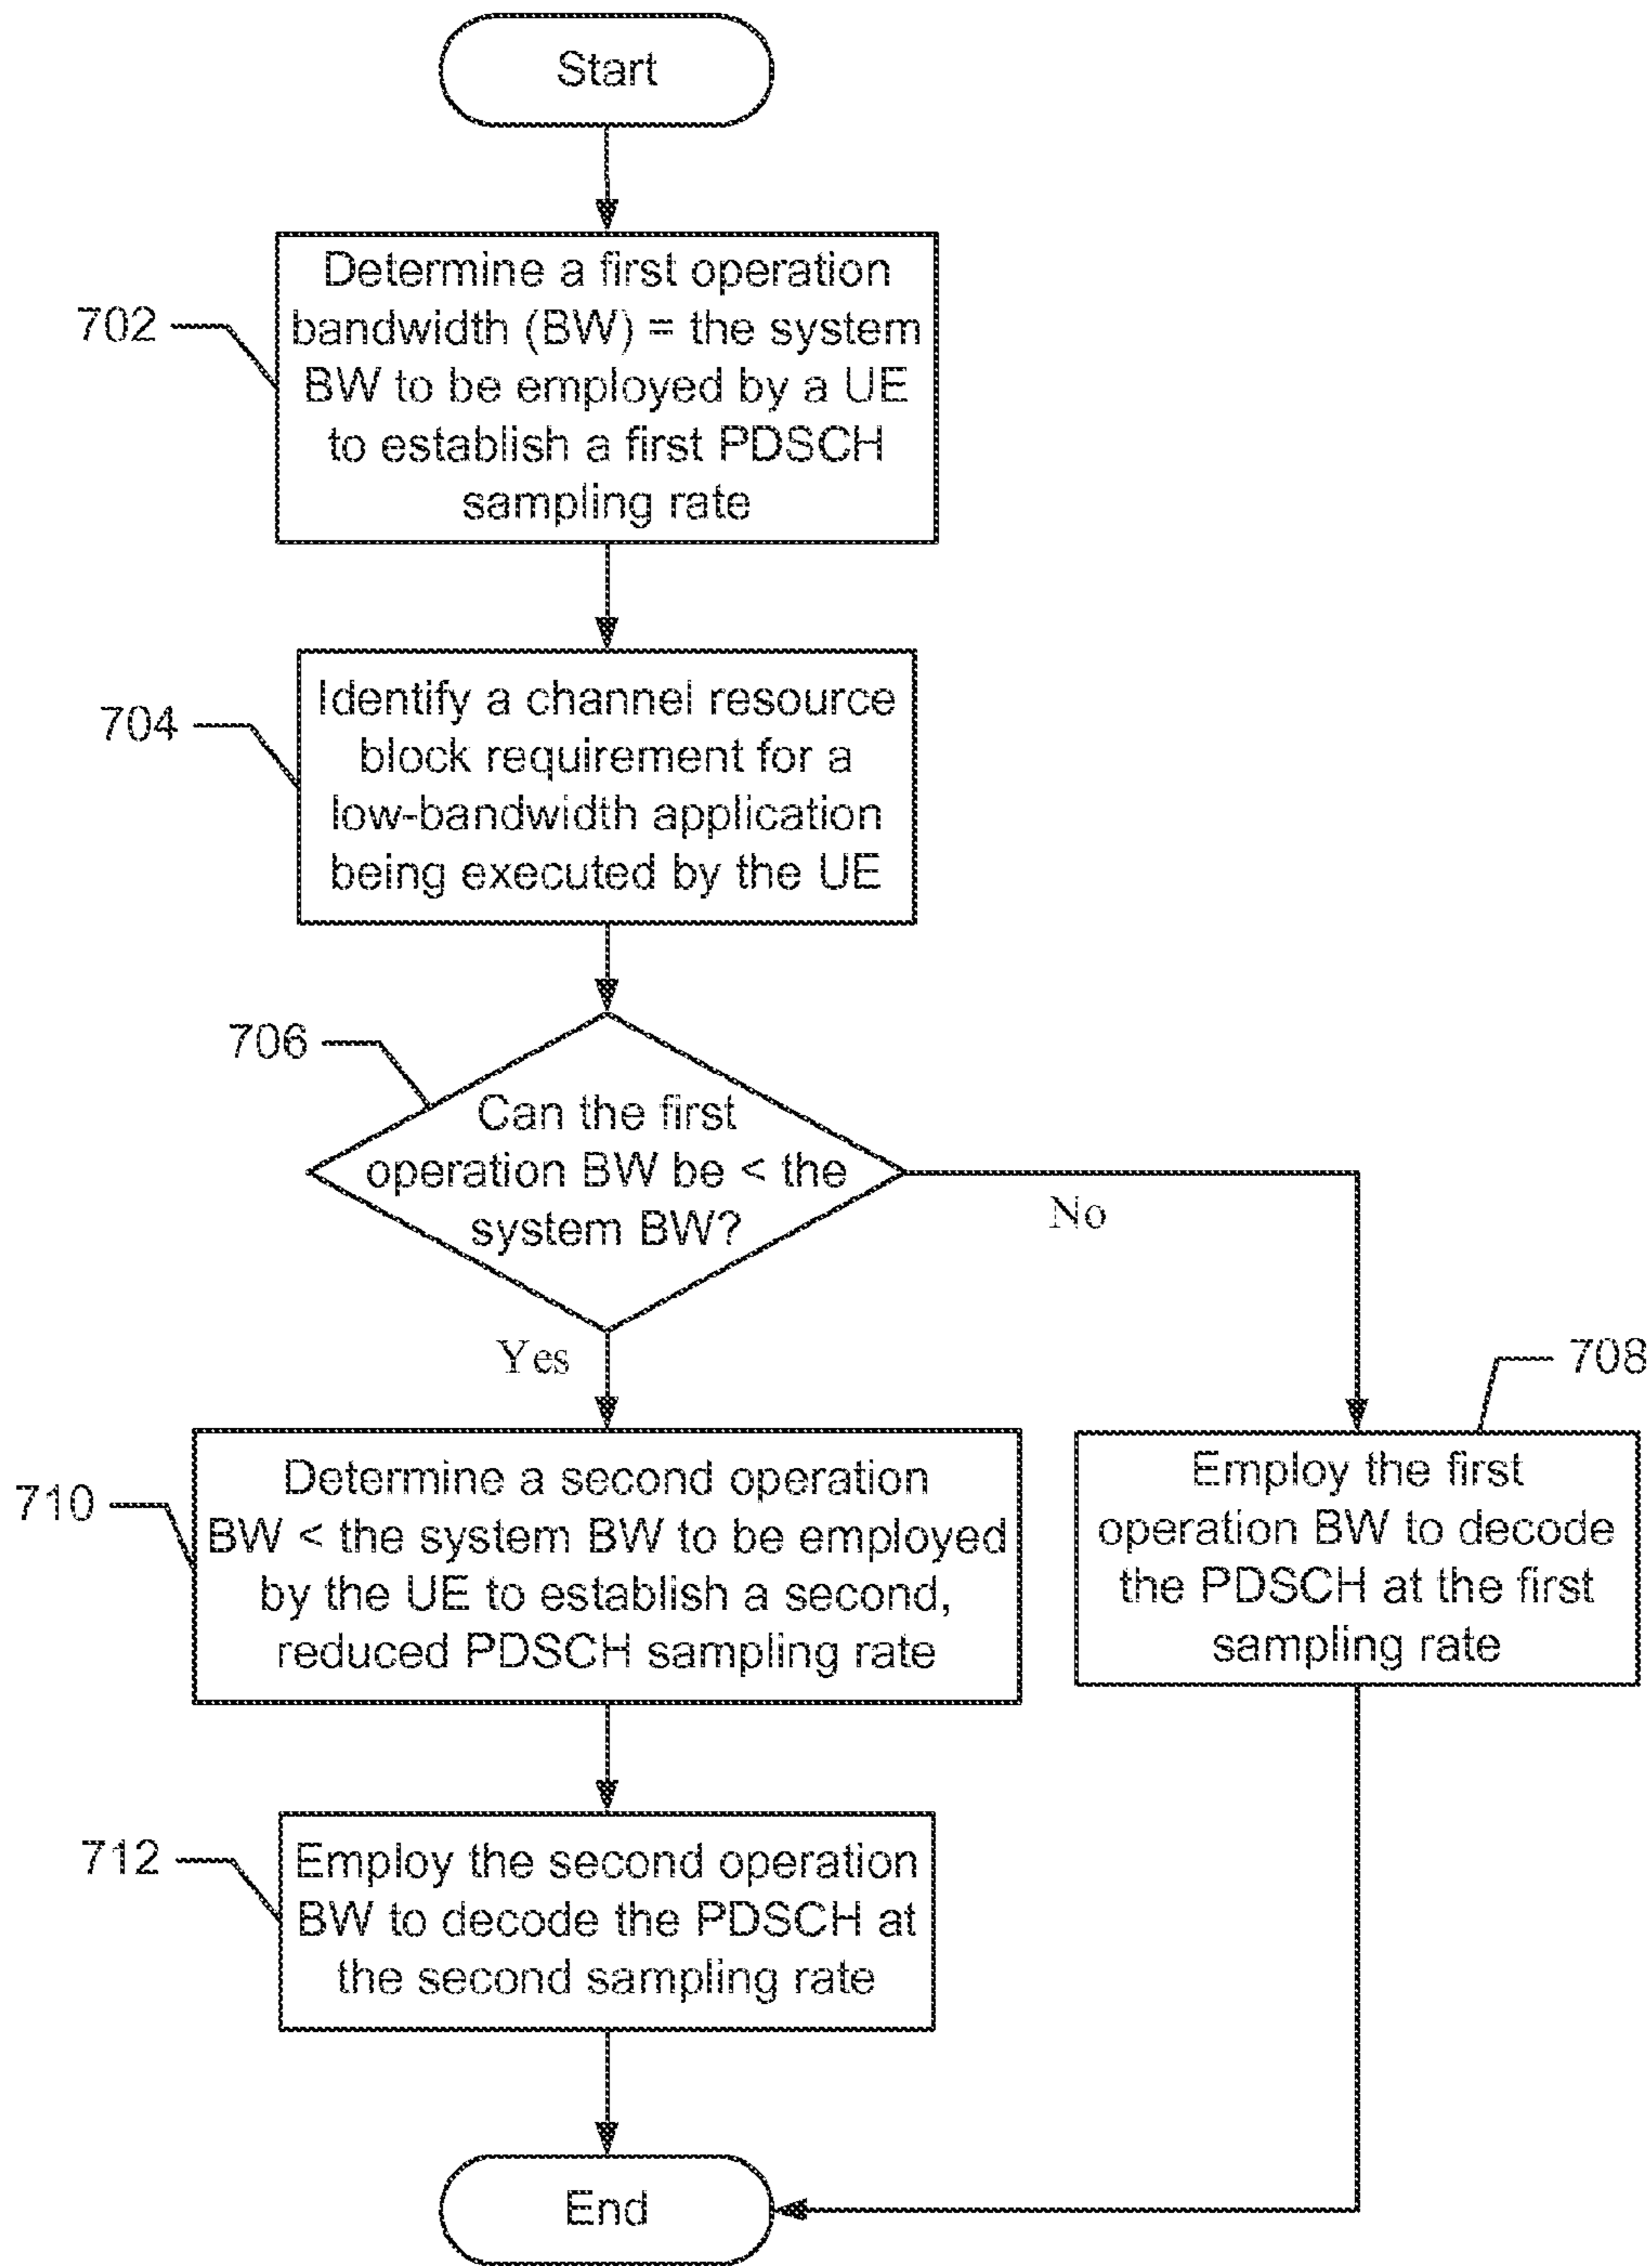 Start
702
Determine a first operation
bandwidth (BW) = the system
BW to be employed by a UE
to establish a first PDSCH
sampling rate
704
Identify a channel resource
block requirement for a
low-bandwidth application
being executed by the UE
706
Can the first
operation BW be < the
system BW?
No
Yes
708
710
Determine a second operation
BW < the system BW to be employed
by the UE to establish a second,
reduced PDSCH sampling rate
Employ the first
operation BW to decode
the PDSCH at the first
sampling rate
712
Employ the second operation
BW to decode the PDSCH at
the second sampling rate
End